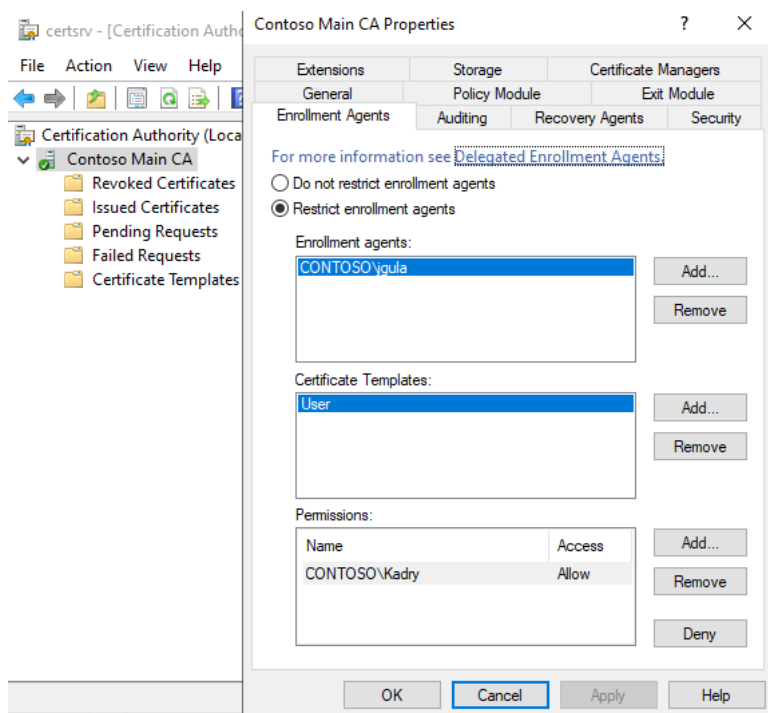 certsrv - [Certification Autho
File Action View Help
Certification Authority (Loca
Contoso Main CA
Revoked Certificates
Issued Certificates
Pending Requests
Failed Requests
Certificate Templates
Contoso Main CA Properties
?
Extensions Storage Certificate Managers
General Policy Module Exit Module
Enrollment Agents Auditing Recovery Agents Security
For more information see Delegated Enrollment Agents.
Do not restrict enrollment agents
Restrict enrollment agents
Enrollment agents:
CONTOSO\jgula
Add...
Remove
Certificate Templates:
User
Add...
Remove
Permissions:
Name Access
CONTOSO\Kadry Allow
Add...
Remove
Deny
OK Cancel Apply Help